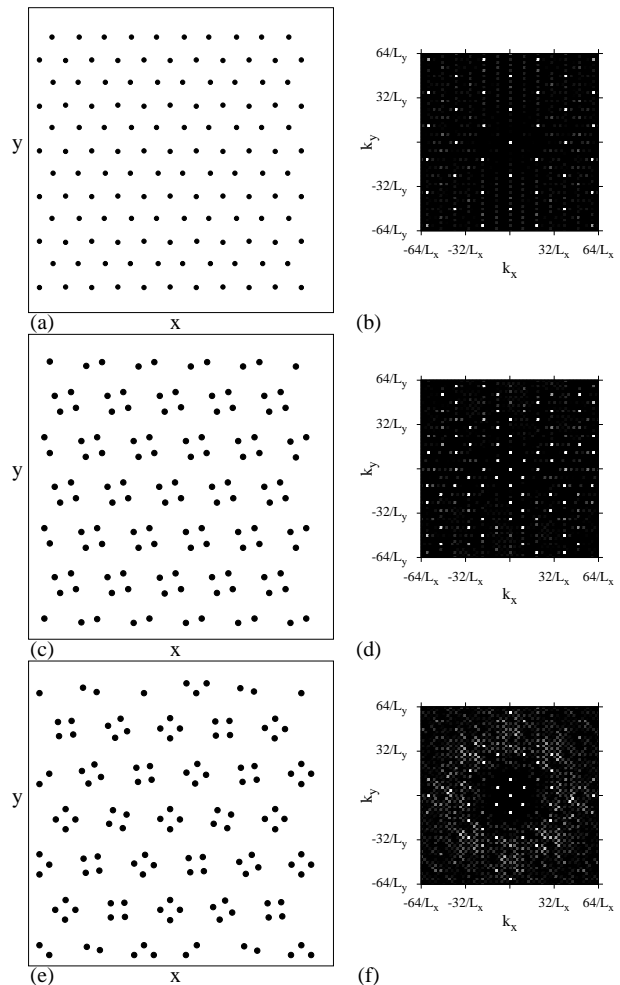 y
(a)
x
64/L_y
32/L_y
k_y
-32/L_y
-64/L_y
-64/L_x -32/L_x 32/L_x 64/L_x
k_x
(b)
y
(c)
x
64/L_y
32/L_y
k_y
-32/L_y
-64/L_y
-64/L_x -32/L_x 32/L_x 64/L_x
k_x
(d)
y
(e)
x
64/L_y
32/L_y
k_y
-32/L_y
-64/L_y
-64/L_x -32/L_x 32/L_x 64/L_x
k_x
(f)